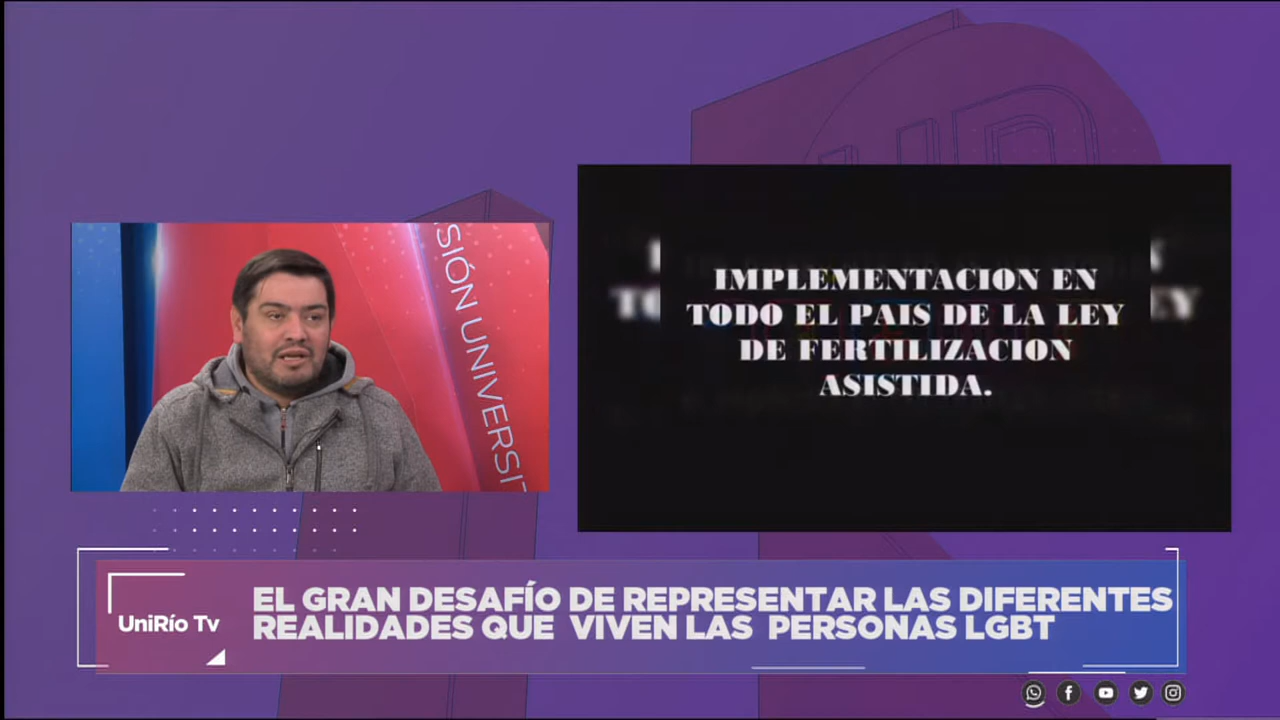 SIÓN UNIVERSIT
IMPLEMENTACION EN
TODO EL PAIS DE LA LEY
DE FERTILIZACION
ASISTIDA.
UniRío Tv
EL GRAN DESAFÍO DE REPRESENTAR LAS DIFERENTES
REALIDADES QUE VIVEN LAS PERSONAS LGBT